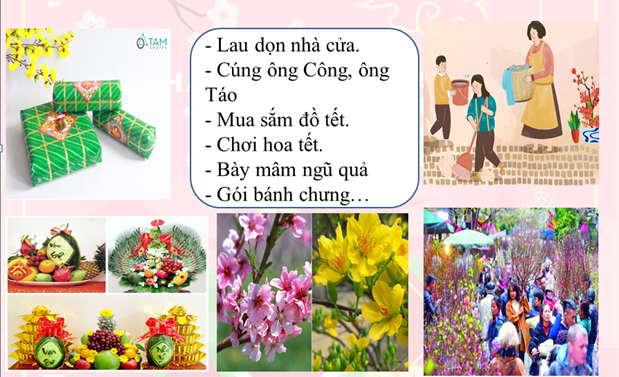 TAM
- Lau dọn nhà cửa.
- Cúng ông Công, ông
Táo
- Mua sắm đồ tết.
- Chơi hoa tết.
- Bày mâm ngũ quả
- Gói bánh chưng…